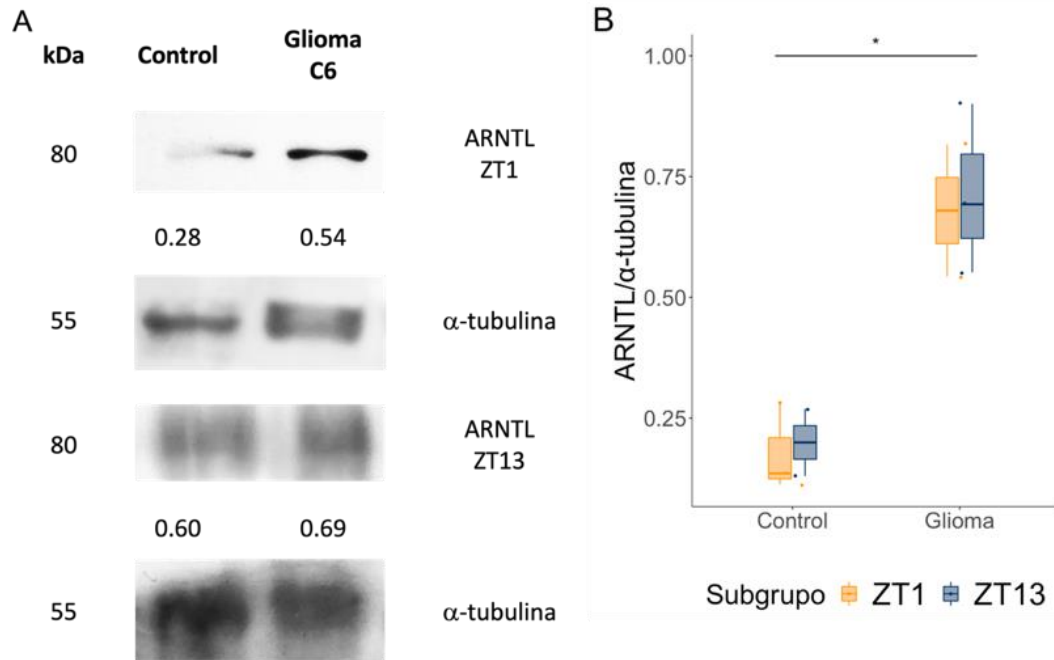 A
kDa Control Glioma C6
80 ARNTL ZT1
0.28 0.54
55 α-tubulina
80 ARNTL ZT13
0.60 0.69
55 α-tubulina
B
*
ARNTL/α-tubulina
1.00
0.75
0.50
0.25
Control Glioma
Subgrupo ZT1 ZT13